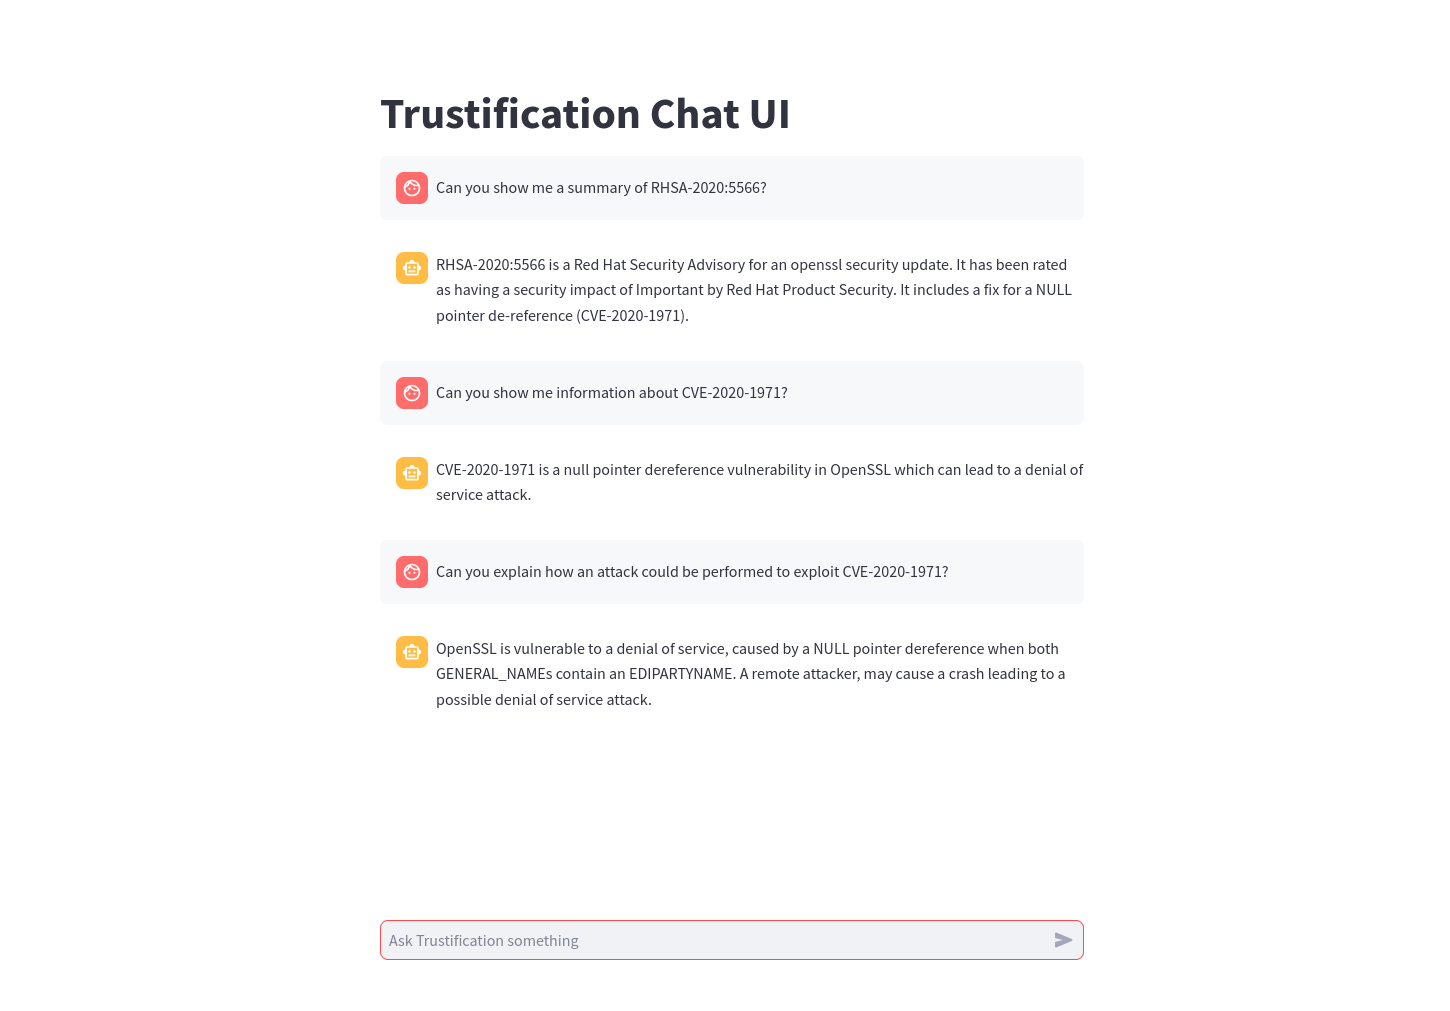 Trustification Chat UI
Can you show me a summary of RHSA-2020:5566?
RHSA-2020:5566 is a Red Hat Security Advisory for an openssl security update. It has been rated
as having a security impact of Important by Red Hat Product Security. It includes a fix for a NULL
pointer de-reference (CVE-2020-1971).
Can you show me information about CVE-2020-1971?
CVE-2020-1971 is a null pointer dereference vulnerability in OpenSSL which can lead to a denial of
service attack.
Can you explain how an attack could be performed to exploit CVE-2020-1971?
OpenSSL is vulnerable to a denial of service, caused by a NULL pointer dereference when both
GENERAL_NAMEs contain an EDIPARTYNAME. A remote attacker, may cause a crash leading to a
possible denial of service attack.
Ask Trustification something